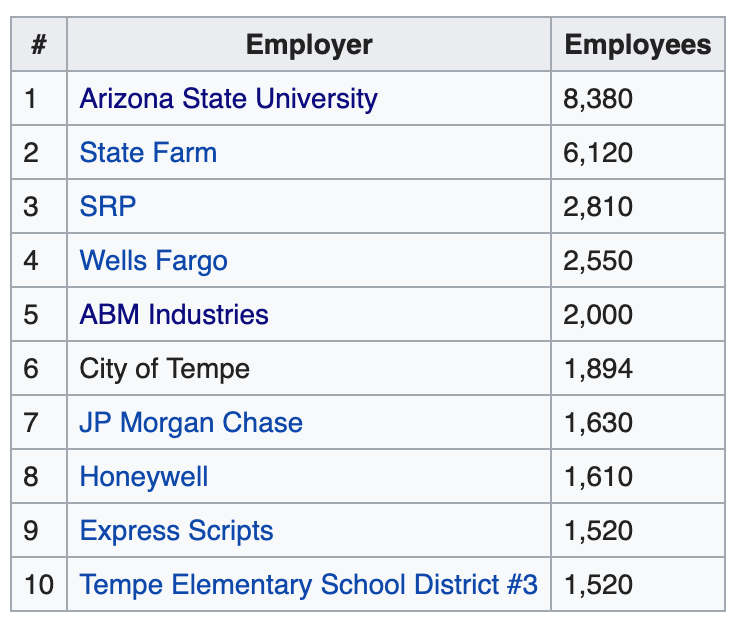 # Employer Employees
1 Arizona State University 8,380
2 State Farm 6,120
3 SRP 2,810
4 Wells Fargo 2,550
5 ABM Industries 2,000
6 City of Tempe 1,894
7 JP Morgan Chase 1,630
8 Honeywell 1,610
9 Express Scripts 1,520
10 Tempe Elementary School District #3 1,520